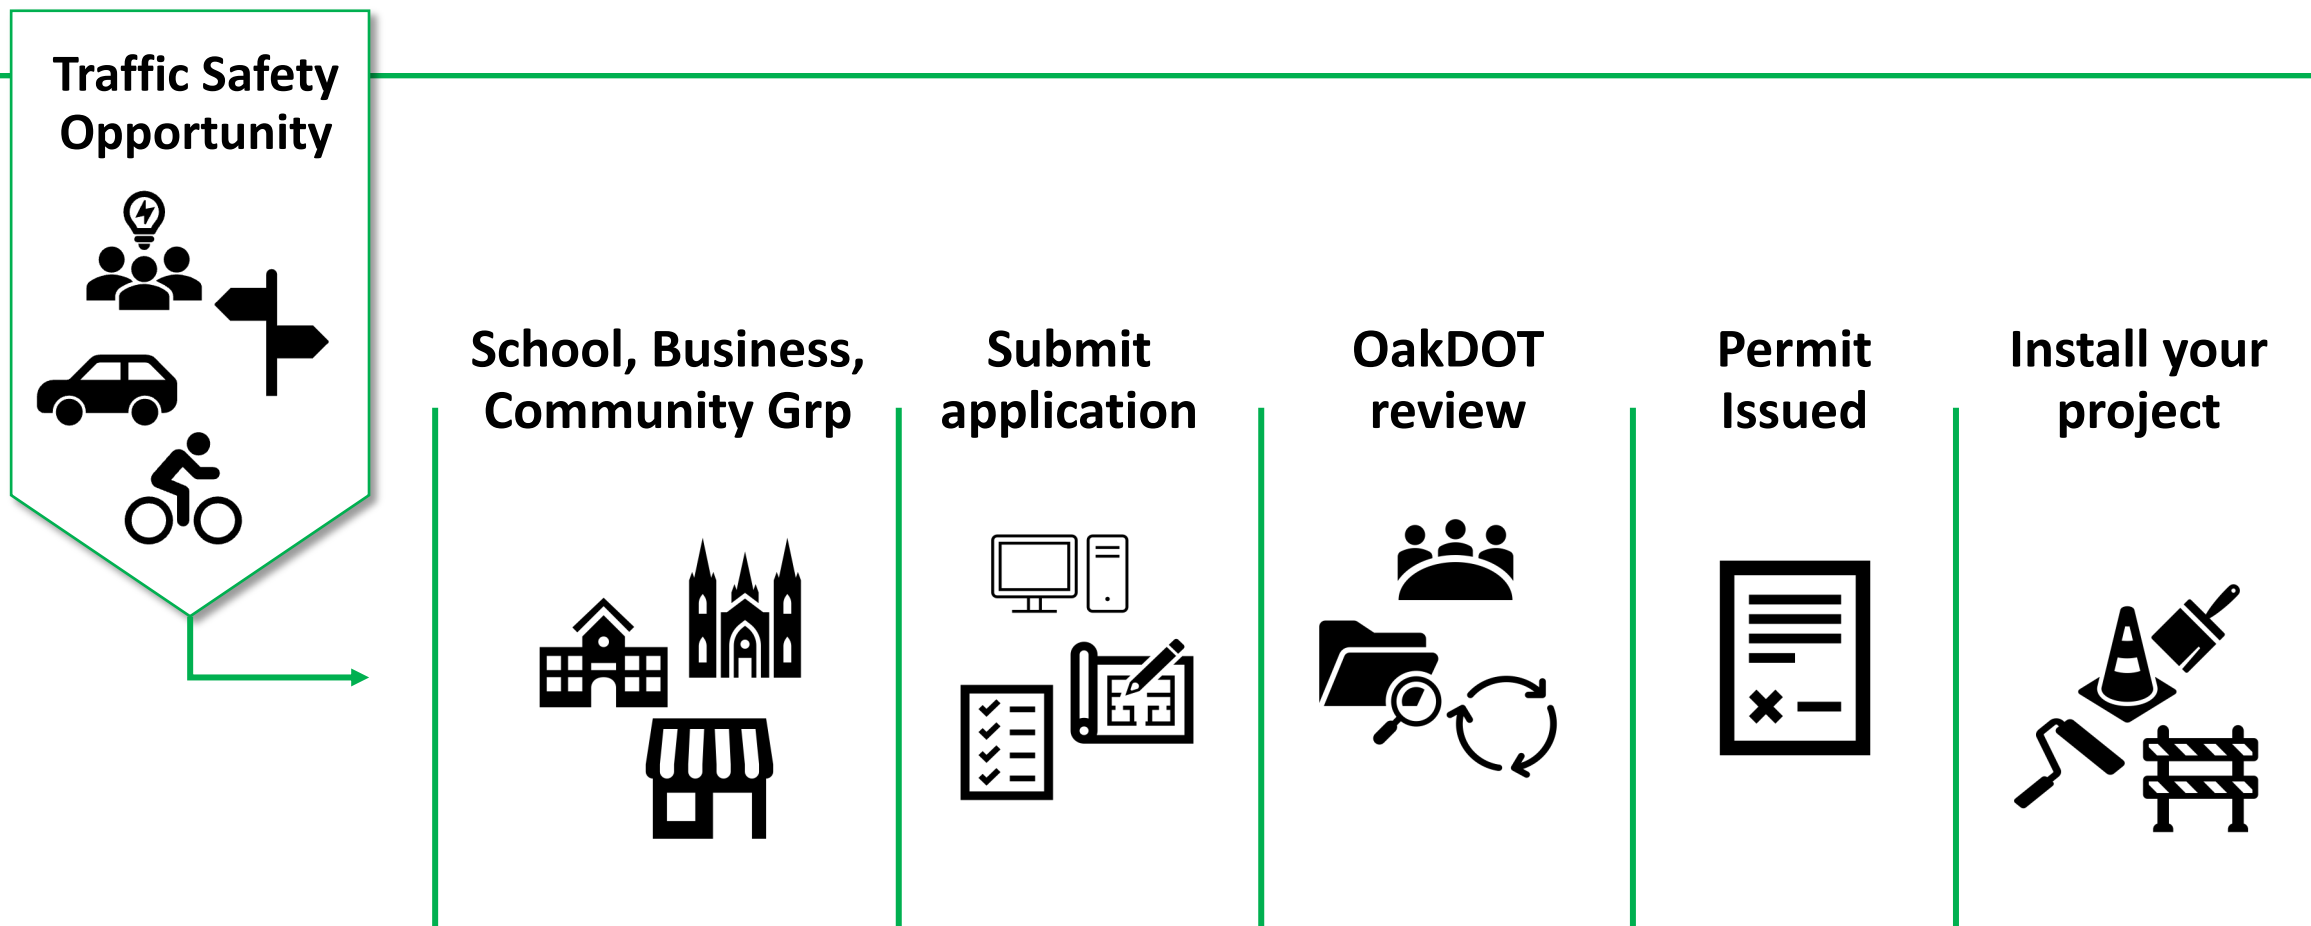 Traffic Safety
Opportunity
School, Business,
Community Grp
Submit
application
OakDOT
review
Permit
Issued
Install your
project